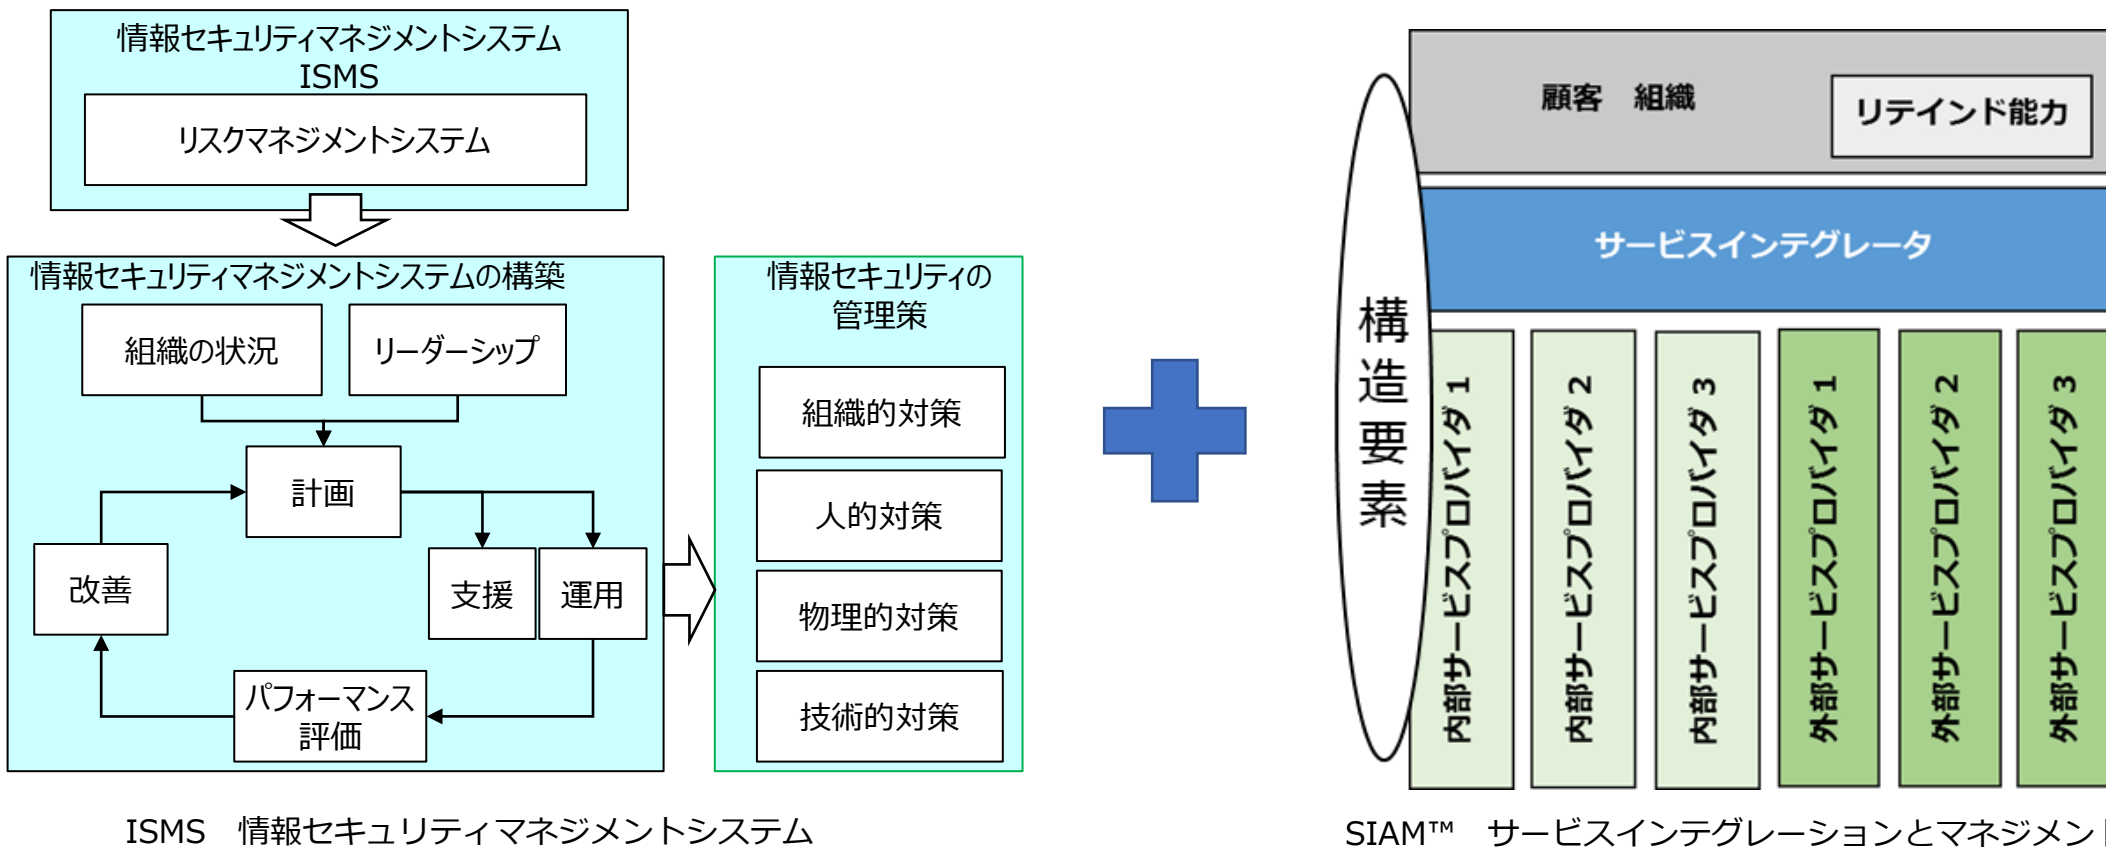 情報セキュリティマネジメントシステム
ISMS
リスクマネジメントシステム
情報セキュリティマネジメントシステムの構築
組織の状況
リーダーシップ
計画
改善
支援
運用
パフォーマンス
評価
情報セキュリティの
管理策
組織的対策
人的対策
物理的対策
技術的対策
ISMS　情報セキュリティマネジメントシステム
構造要素
顧客　組織
リテインド能力
サービスインテグレータ
内部サービスプロバイダ 1
内部サービスプロバイダ 2
内部サービスプロバイダ 3
外部サービスプロバイダ 1
外部サービスプロバイダ 2
外部サービスプロバイダ 3
SIAM™　サービスインテグレーションとマネジメント